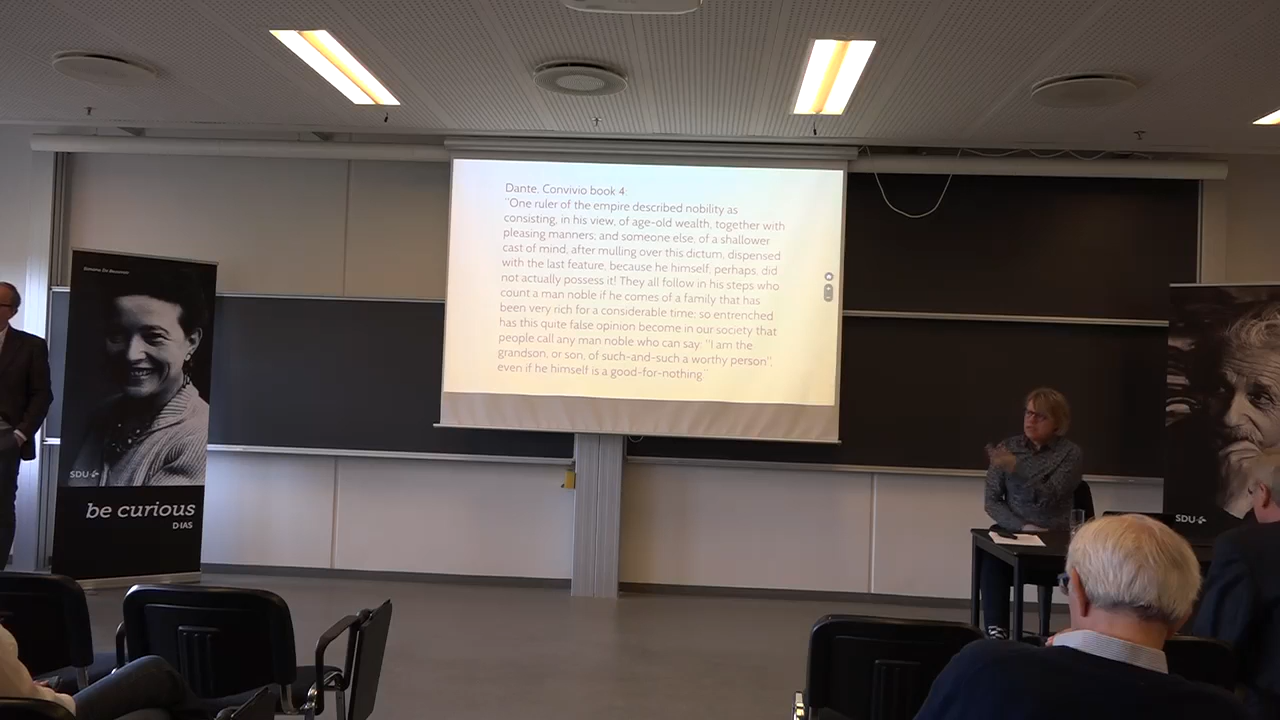 Dante, Convivio book 4:
"One ruler of the empire described nobility as
consisting, in his view, of age-old wealth, together with
pleasing manners; and someone else, of a shallower
cast of mind, after mulling over this dictum, dispensed
with the last feature, because he himself, perhaps, did
not actually possess it! They all follow in his steps who
count a man noble if he comes of a family that has
been very rich for a considerable time; so entrenched
has this quite false opinion become in our society that
people call any man noble who can say: "I am the
grandson, or son, of such-and-such a worthy person",
even if he himself is a good-for-nothing"
Simone De Beauvoir
SDU
be curious
DIAS
SDU